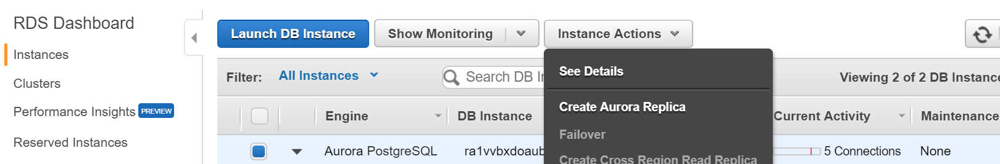 RDS Dashboard
Instances
Clusters
Performance Insights PREVIEW
Reserved Instances
Launch DB Instance Show Monitoring Instance Actions
Filter: All Instances Search DB Viewing 2 of 2 DB
Engine DB Instance Current Activity Maintenance
Aurora PostgreSQL ra1vvbxdoaub 5 Connections None
See Details
Create Aurora Replica
Failover
Create Cross Region Read Replica